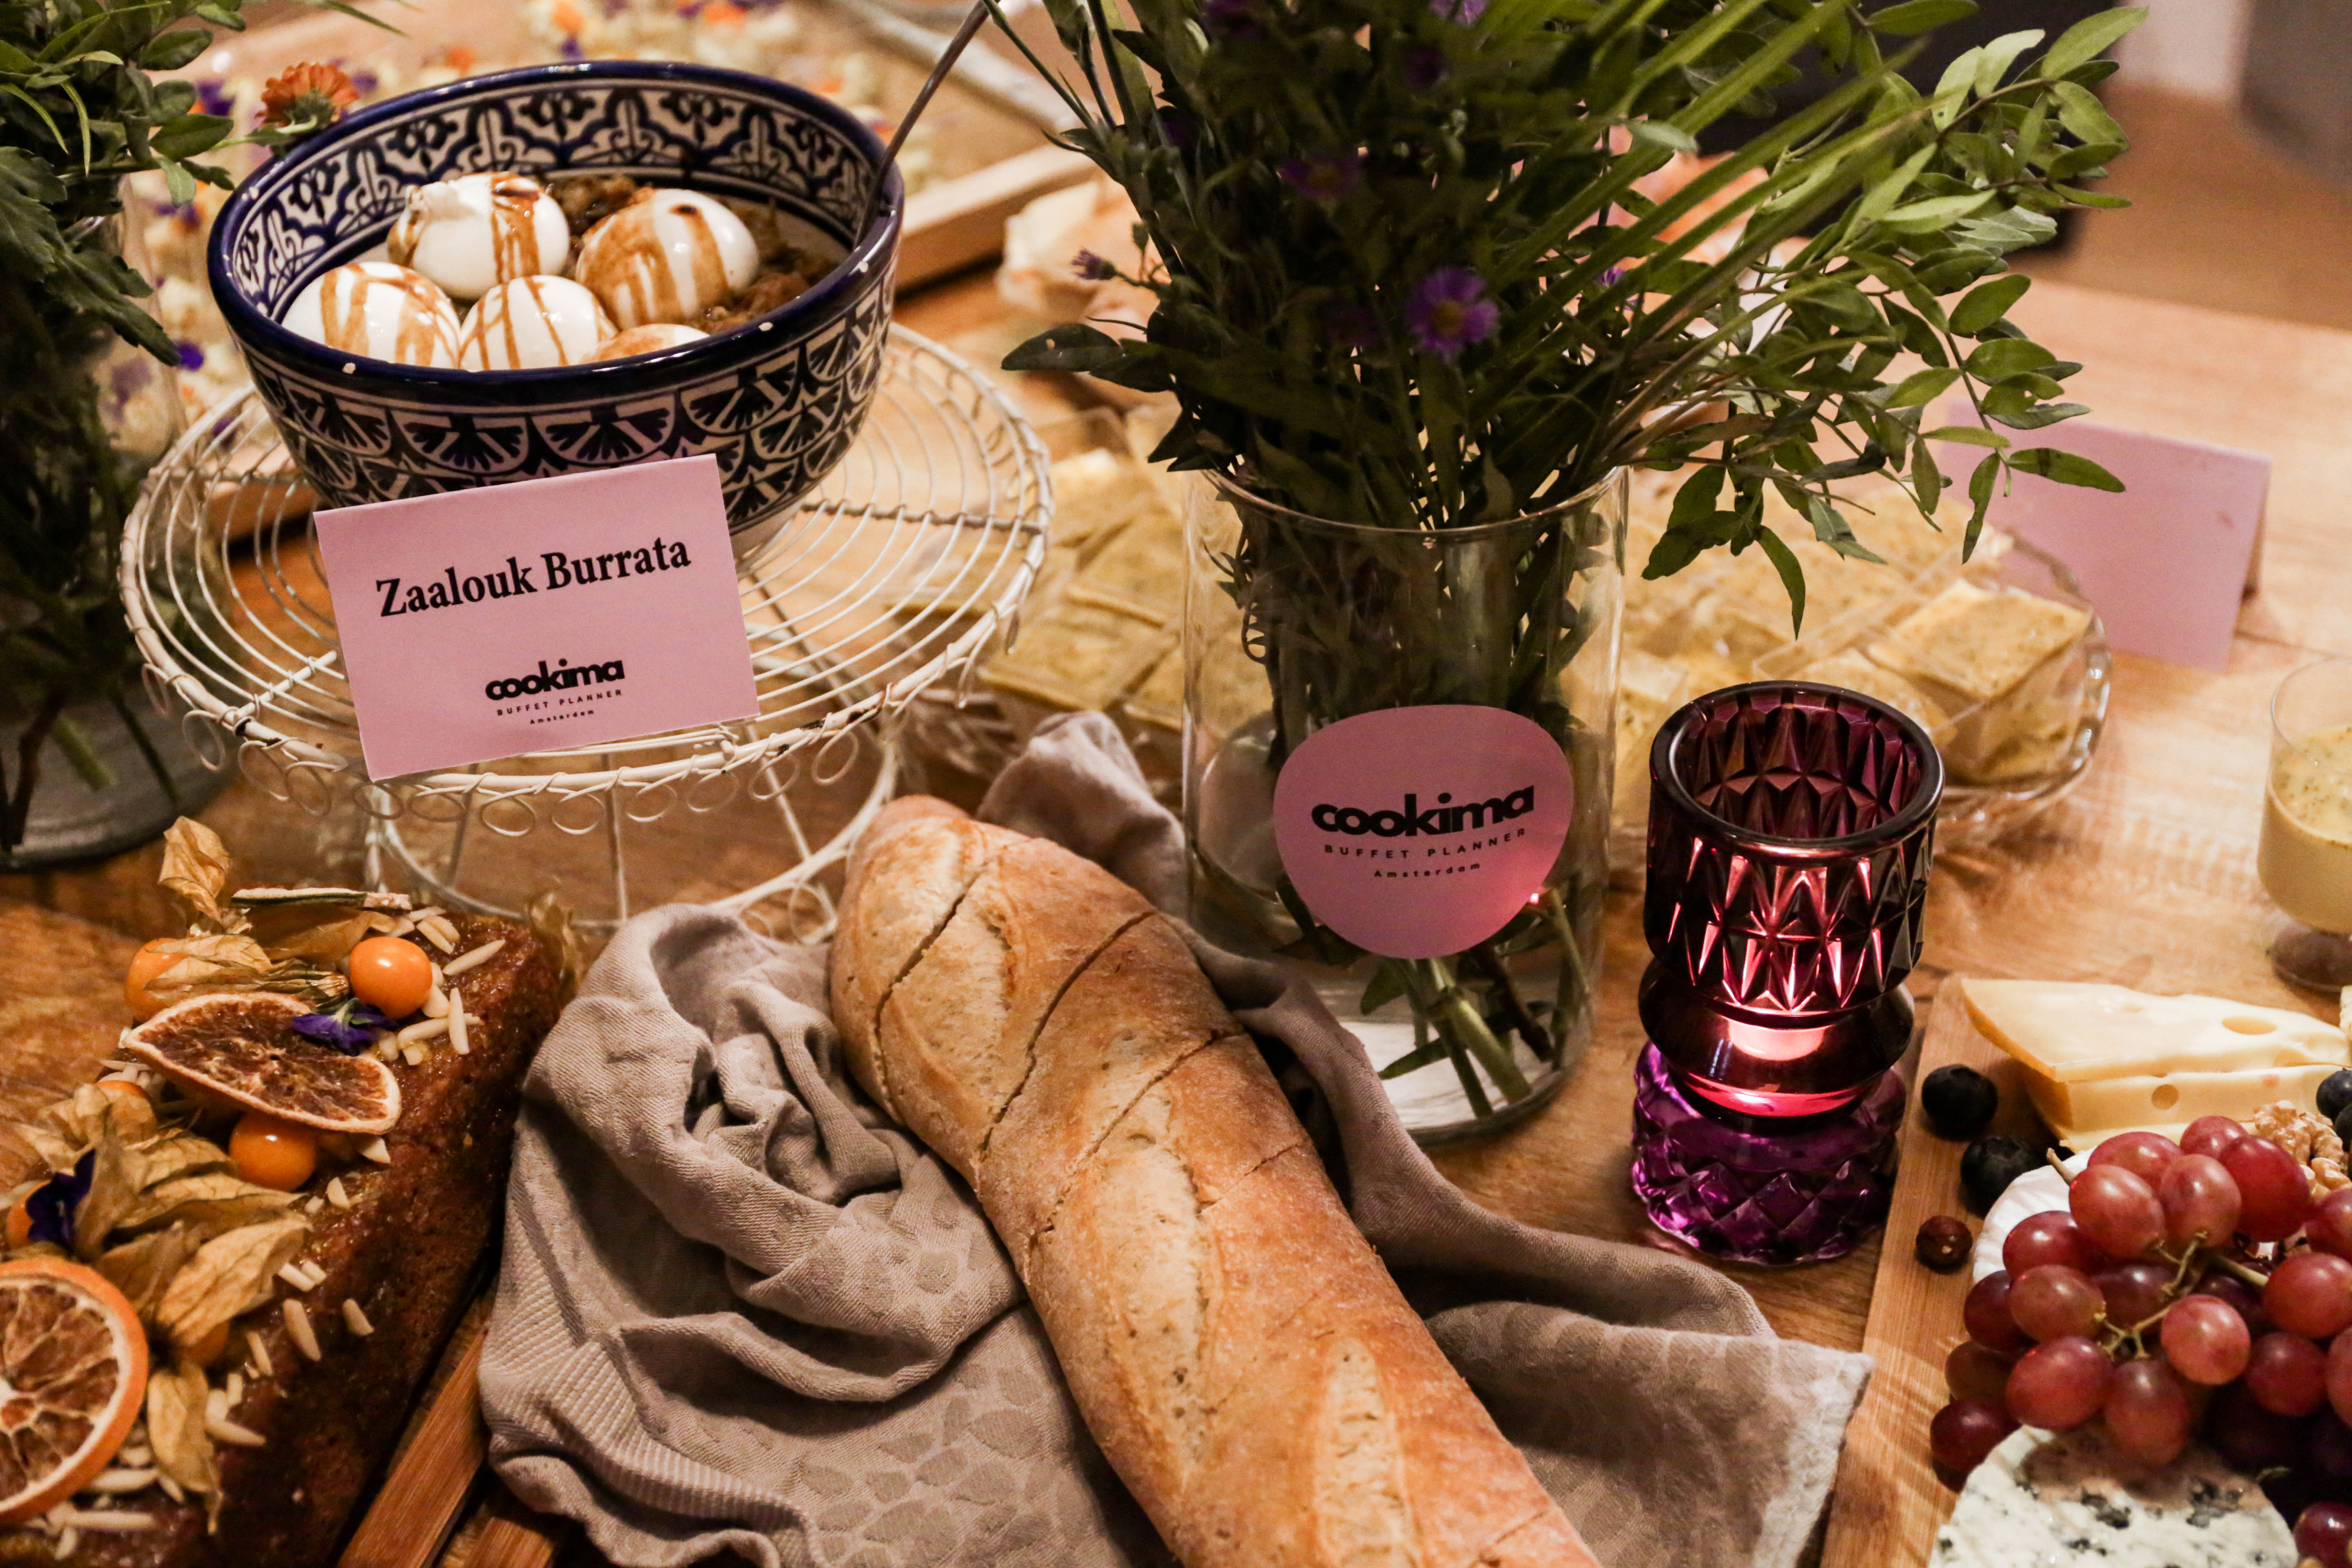 Zaalouk Burrata
cookima
BUFFET PLANNER
Amsterdam
cookima
BUFFET PLANNER
Amsterdam